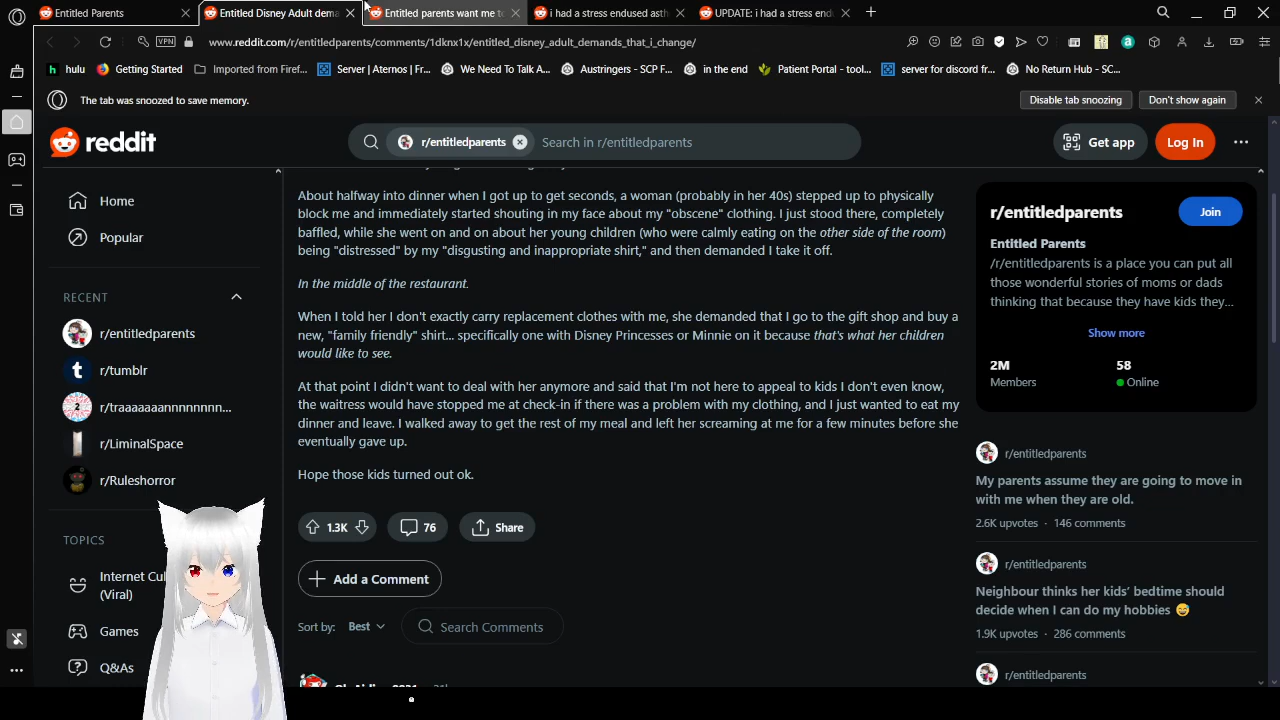 Entitled Parents
Entitled Disney Adult dema
Entitled parents want me to
i had a stress endused asth
UPDATE: i had a stress end
VPN
www.reddit.com/r/entitledparents/comments/1dknx1x/entitled_disney_adult_demands_that_i_change/
hulu
Getting Started
Imported from Firef...
Server | Aternos | Fr...
We Need To Talk A...
Austringers - SCP F...
in the end
Patient Portal - tool...
server for discord fr...
No Return Hub - SC...
The tab was snoozed to save memory.
Disable tab snoozing
Don't show again
reddit
r/entitledparents
Search in r/entitledparents
Get app
Log In
Home
Popular
RECENT
r/entitledparents
r/tumblr
r/traaaaaaannnnnnnn...
r/LiminalSpace
r/Ruleshorror
TOPICS
Internet Cul
(Viral)
Games
Q&As
About halfway into dinner when I got up to get seconds, a woman (probably in her 40s) stepped up to physically
block me and immediately started shouting in my face about my "obscene" clothing. I just stood there, completely
baffled, while she went on and on about her young children (who were calmly eating on the other side of the room)
being "distressed" by my "disgusting and inappropriate shirt," and then demanded I take it off.
In the middle of the restaurant.
When I told her I don't exactly carry replacement clothes with me, she demanded that I go to the gift shop and buy a
new, "family friendly" shirt... specifically one with Disney Princesses or Minnie on it because that's what her children
would like to see.
At that point I didn't want to deal with her anymore and said that I'm not here to appeal to kids I don't even know,
the waitress would have stopped me at check-in if there was a problem with my clothing, and I just wanted to eat my
dinner and leave. I walked away to get the rest of my meal and left her screaming at me for a few minutes before she
eventually gave up.
Hope those kids turned out ok.
1.3K
76
Share
Add a Comment
Sort by:
Best
Search Comments
r/entitledparents
Join
Entitled Parents
/r/entitledparents is a place you can put all
those wonderful stories of moms or dads
thinking that because they have kids they...
Show more
2M
58
Members
Online
r/entitledparents
My parents assume they are going to move in
with me when they are old.
2.6K upvotes · 146 comments
r/entitledparents
Neighbour thinks her kids' bedtime should
decide when I can do my hobbies 😅
1.9K upvotes · 286 comments
r/entitledparents